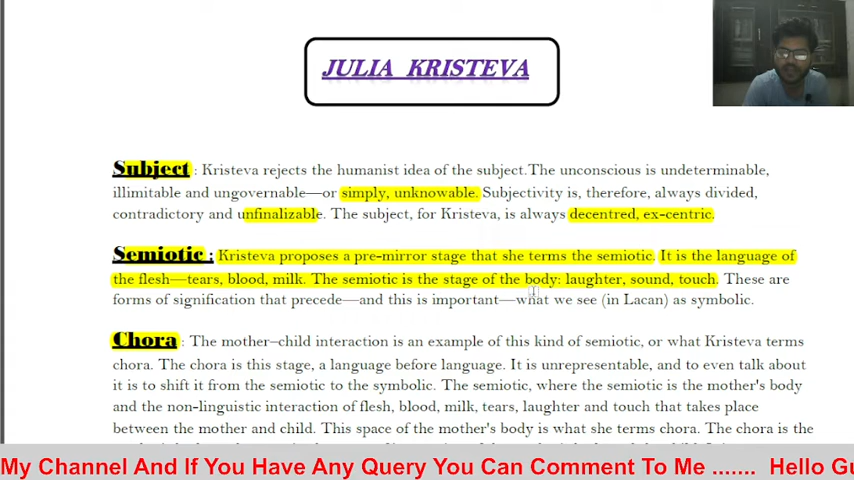 JULIA KRISTEVA
Subject : Kristeva rejects the humanist idea of the subject.The unconscious is undeterminable,
illimitable and ungovernable—or simply, unknowable. Subjectivity is, therefore, always divided,
contradictory and unfinalizable. The subject, for Kristeva, is always decentred, ex-centric.
Semiotic : Kristeva proposes a pre-mirror stage that she terms the semiotic. It is the language of
the flesh—tears, blood, milk. The semiotic is the stage of the body: laughter, sound, touch. These are
forms of signification that precede—and this is important—what we see (in Lacan) as symbolic.
Chora : The mother–child interaction is an example of this kind of semiotic, or what Kristeva terms
chora. The chora is this stage, a language before language. It is unrepresentable, and to even talk about
it is to shift it from the semiotic to the symbolic. The semiotic, where the semiotic is the mother's body
and the non-linguistic interaction of flesh, blood, milk, tears, laughter and touch that takes place
between the mother and child. This space of the mother's body is what she terms chora. The chora is the
My Channel And If You Have Any Query You Can Comment To Me ....... Hello Gu